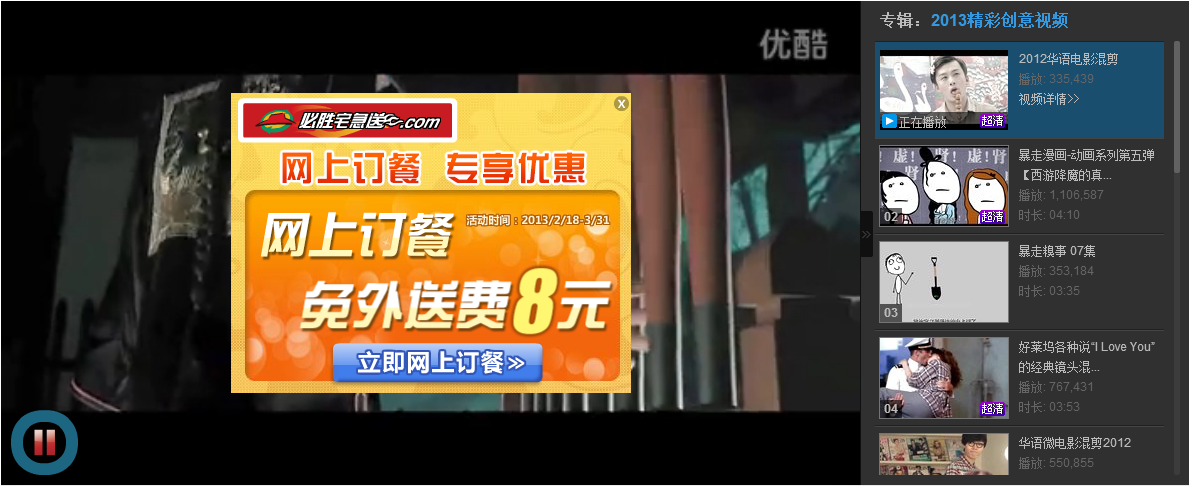 优酷
必胜宅急送.com
X
网上订餐 专享优惠
网上订餐
活动时间：2013/2/18-3/31
免外送费8元
立即网上订餐>>
>>
专辑：2013精彩创意视频
2012华语电影混剪
播放: 335,439
视频详情>>
正在播放
超清
暴走漫画-动画系列第五弹
【西游降魔的真...
播放: 1,106,587
时长: 04:10
虚! 肾! 虚! 肾
02
超清
暴走糗事 07集
播放: 353,184
时长: 03:35
03
好莱坞各种说“I Love You”
的经典镜头混...
播放: 767,431
时长: 03:53
04
超清
华语微电影混剪2012
播放: 550,855